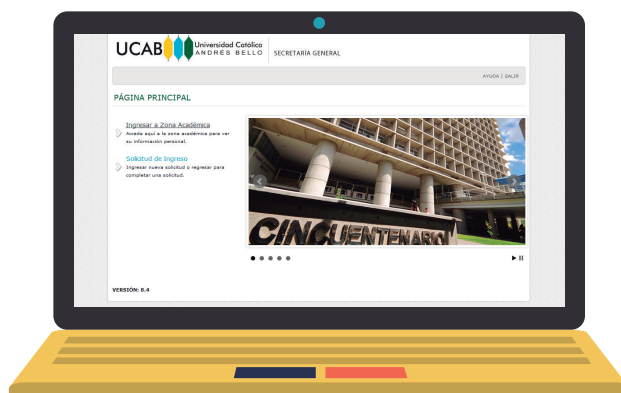 UCAB Universidad Católica
ANDRÉS BELLO
SECRETARÍA GENERAL
AYUDA | SALIR
PÁGINA PRINCIPAL
Ingresar a Zona Académica
Acceda aquí a la zona académica para ver
su información personal.
Solicitud de Ingreso
Ingresar nueva solicitud o regresar para
completar una solicitud.
CINCUENTENARIO
VERSIÓN: 8.4